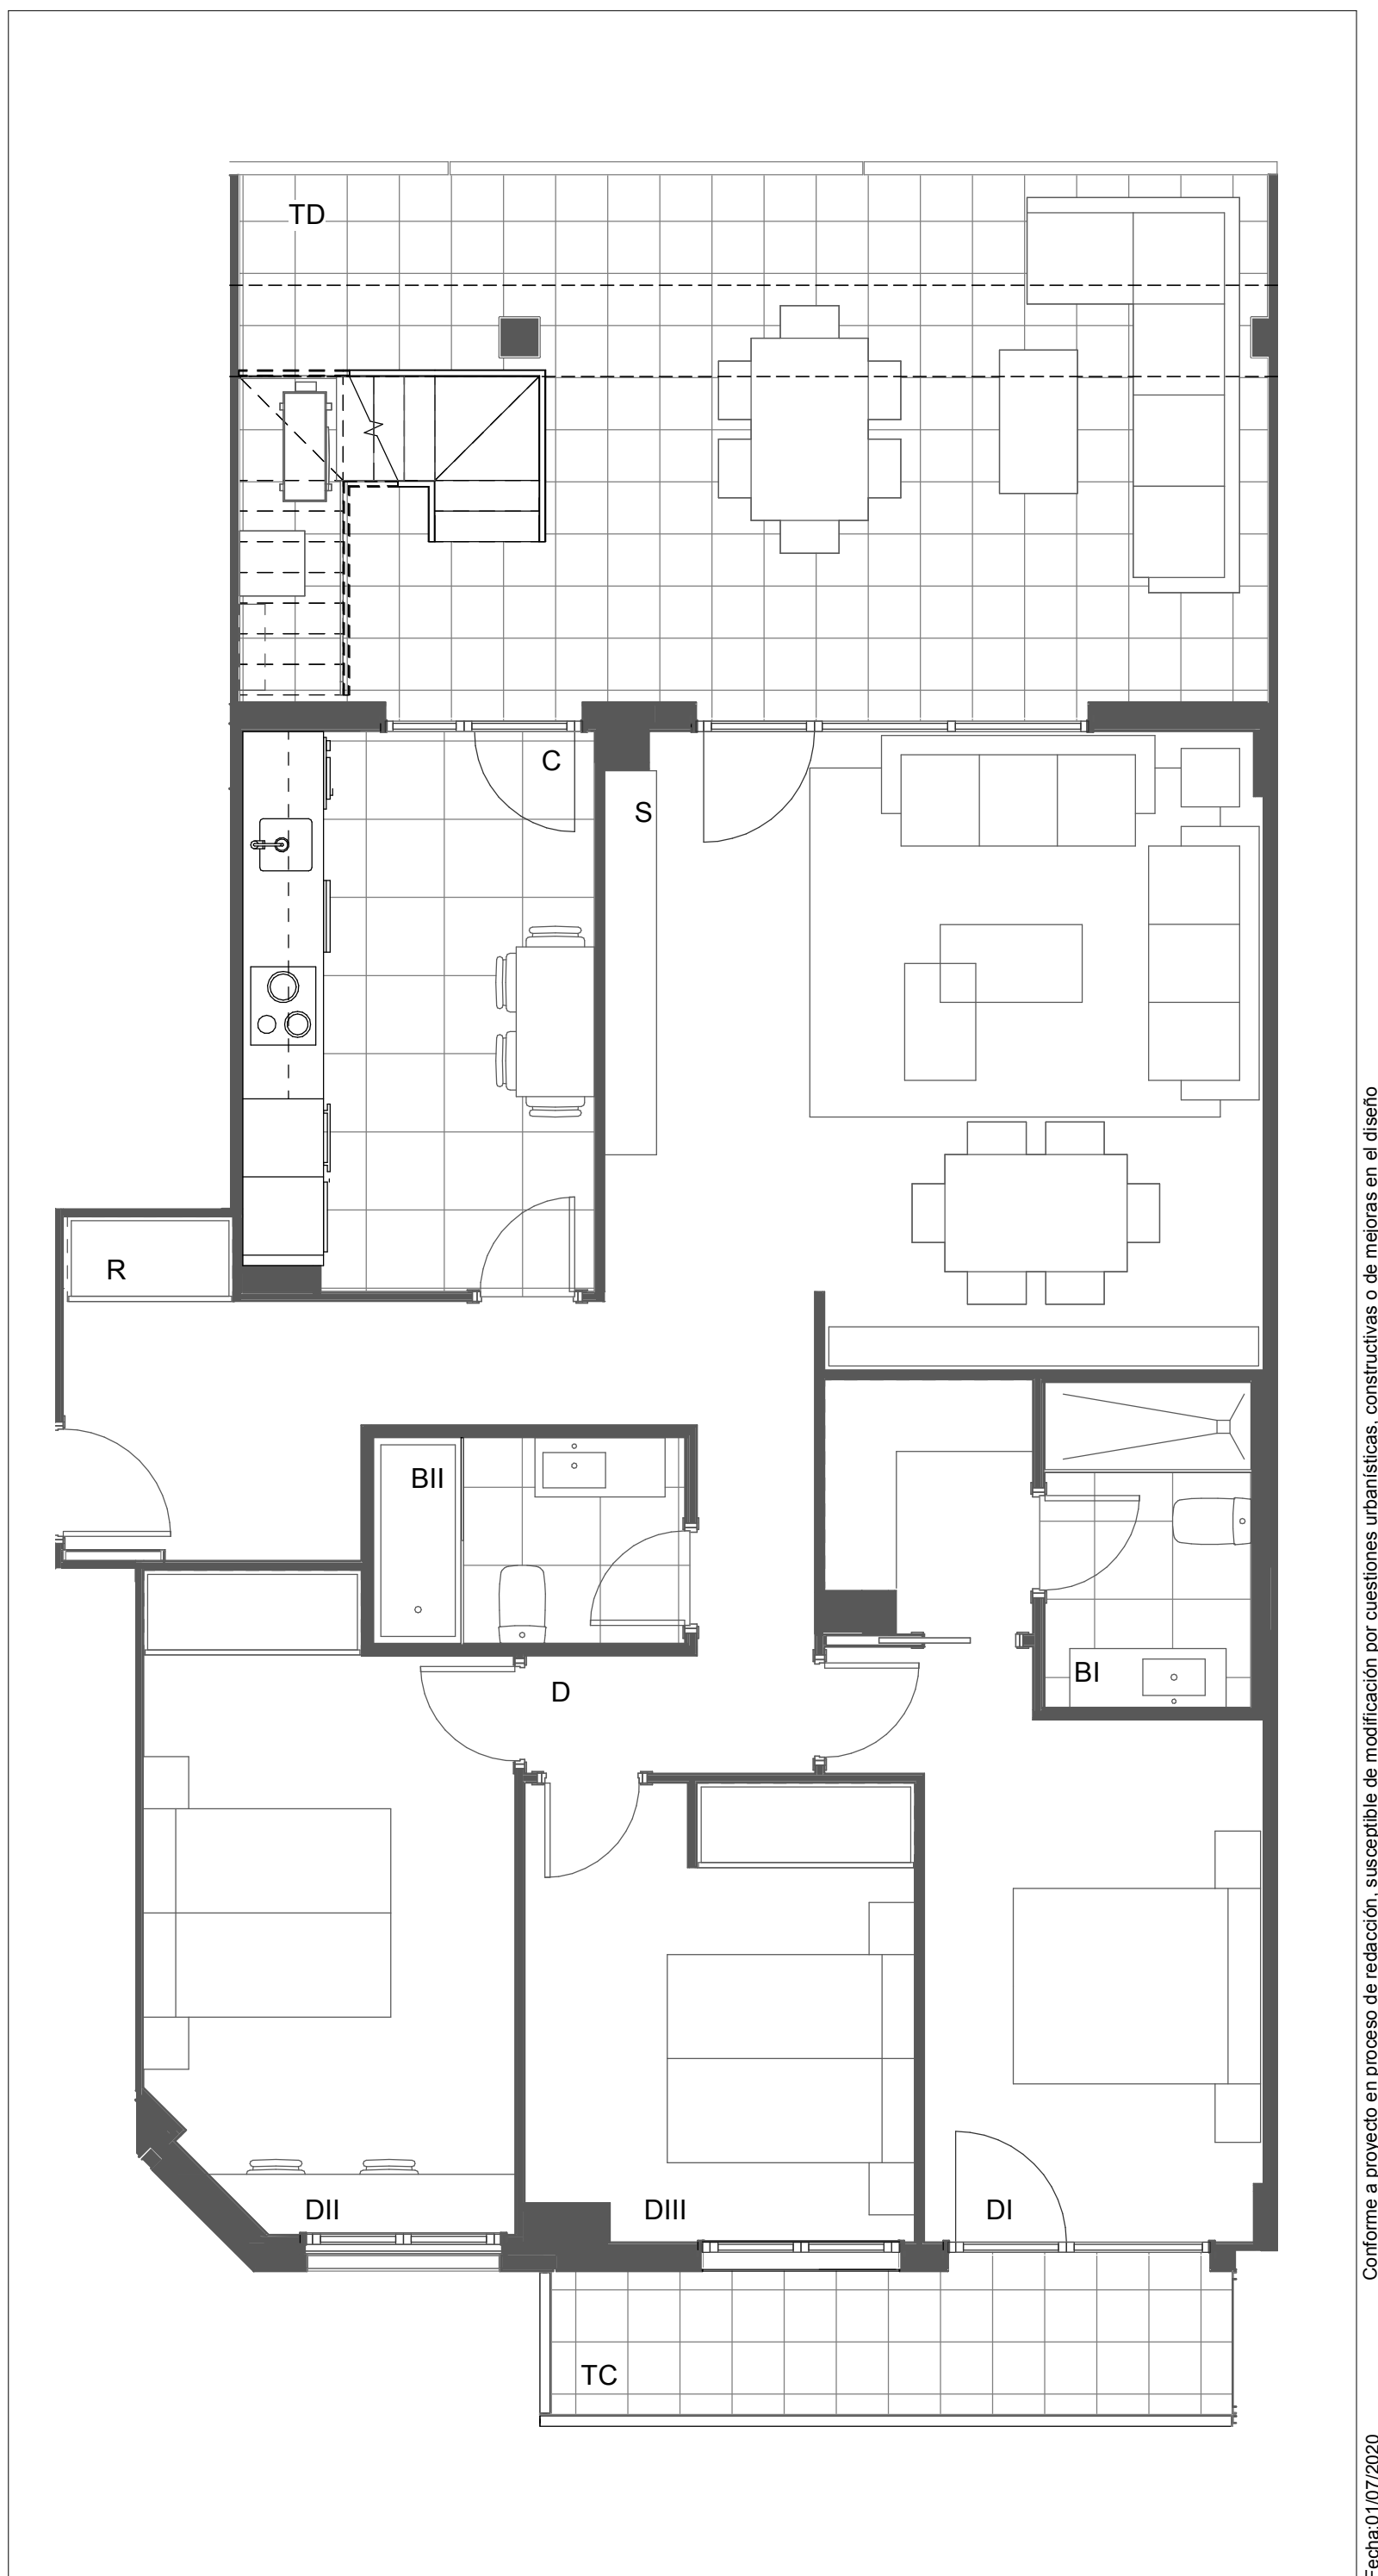 TD
C
S
R
BII
BI
D
DII
DIII
DI
TC
Conforme a proyecto en proceso de redacción, susceptible de modificación por cuestiones urbanísticas, constructivas o de mejoras en el diseño
Fecha:01/07/2020